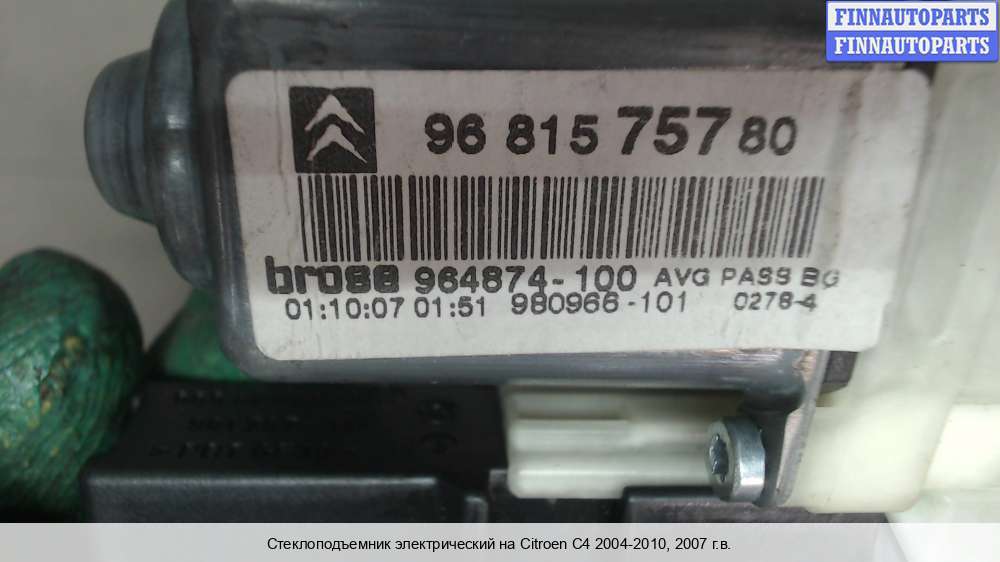 FINNAUTOPARTS
FINNAUTOPARTS
96 815 757 80
brose 964874-100 AVG PASS BG
01:10:07 01:51 980966-101 0278-4
Стеклоподъемник электрический на Citroen C4 2004-2010, 2007 г.в.